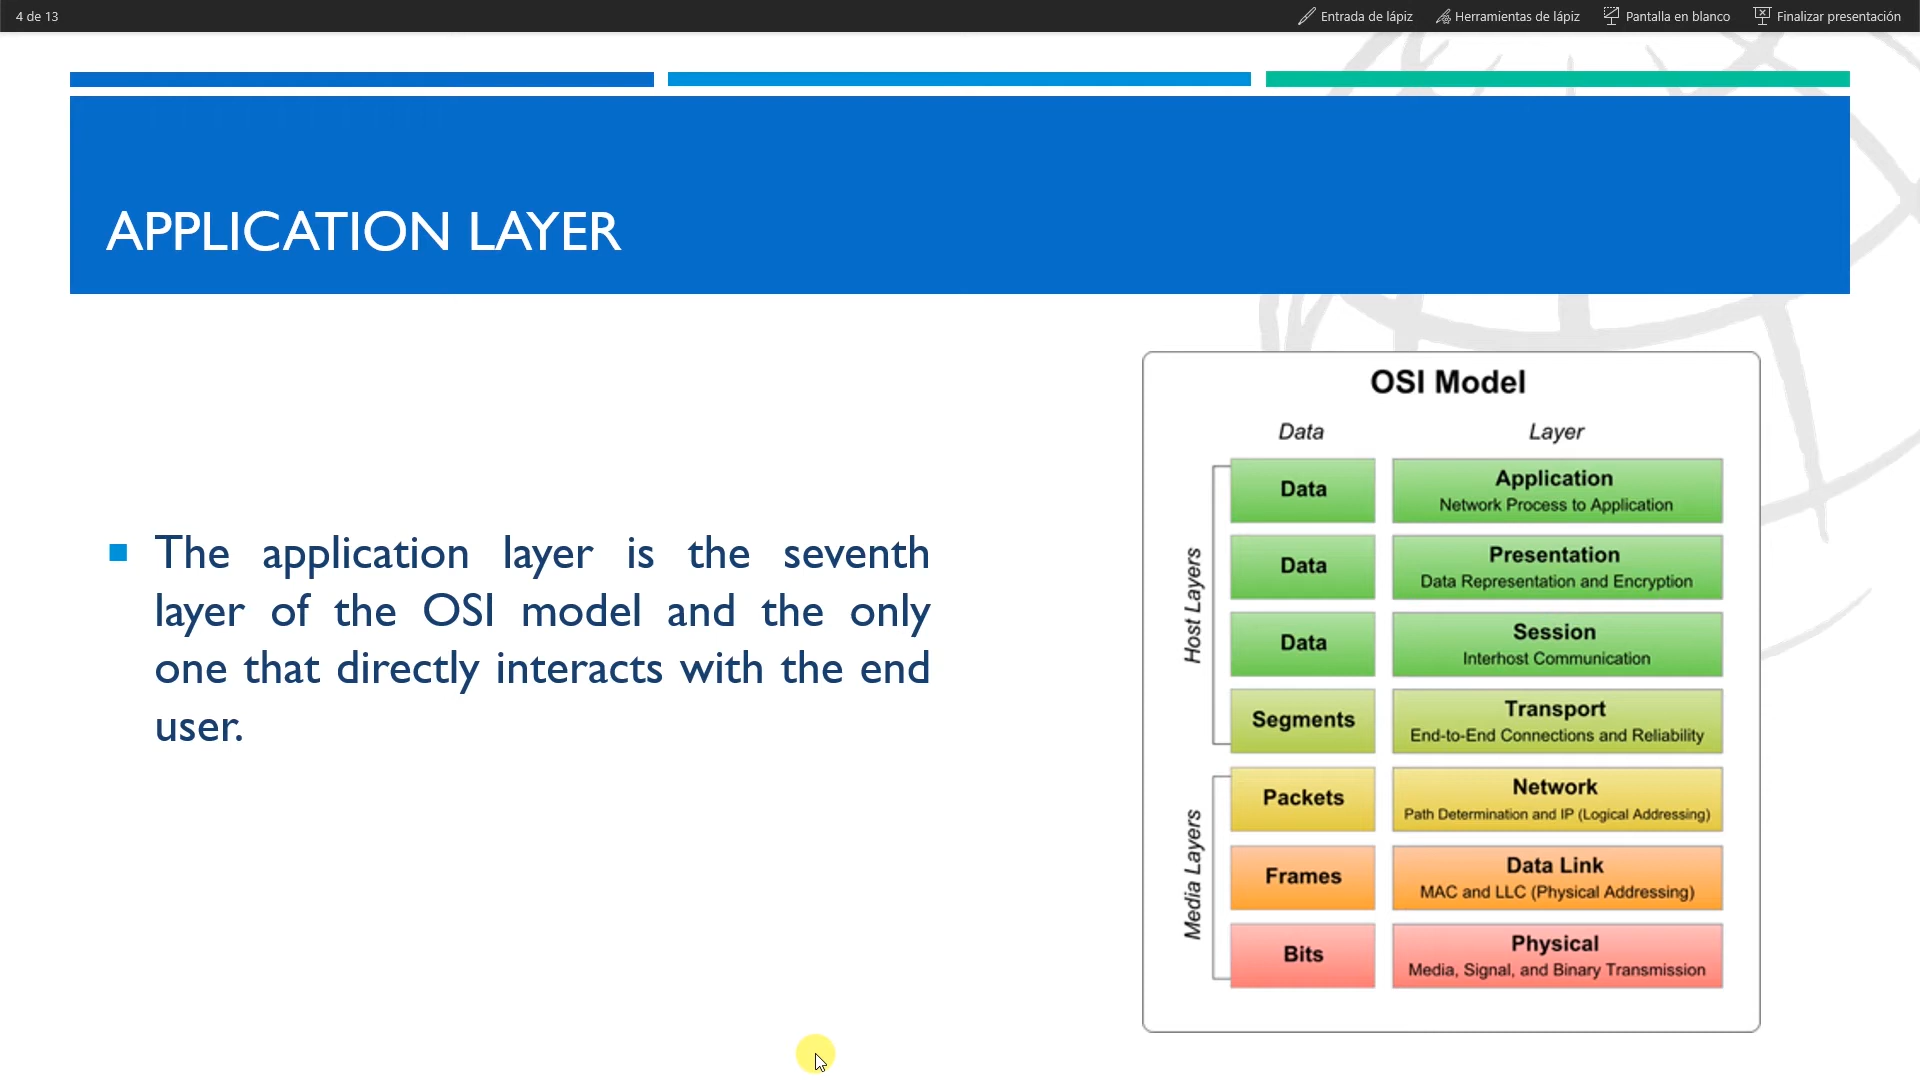 4 de 13
Entrada de lápiz
Herramientas de lápiz
Pantalla en blanco
Finalizar presentación
APPLICATION LAYER
The application layer is the seventh
layer of the OSI model and the only
one that directly interacts with the end
user.
OSI Model
Data
Layer
Host Layers
Data
Application
Network Process to Application
Data
Presentation
Data Representation and Encryption
Data
Session
Interhost Communication
Segments
Transport
End-to-End Connections and Reliability
Media Layers
Packets
Network
Path Determination and IP (Logical Addressing)
Frames
Data Link
MAC and LLC (Physical Addressing)
Bits
Physical
Media, Signal, and Binary Transmission